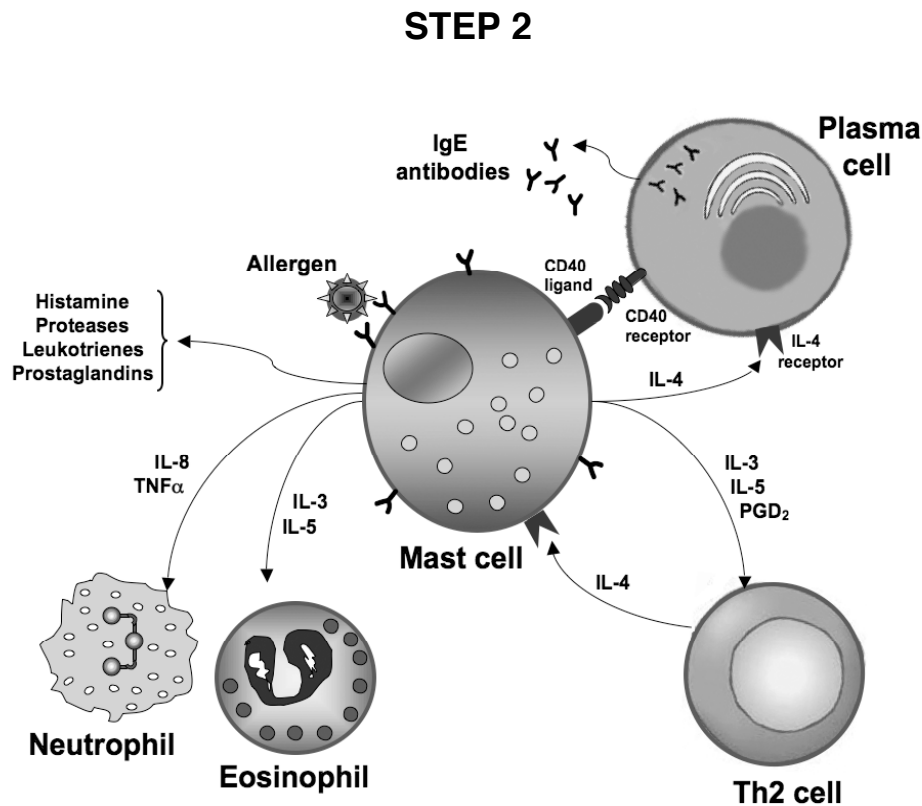 STEP 2
IgE
antibodies
Plasma
cell
Allergen
CD40
ligand
CD40
receptor
IL-4
receptor
Histamine
Proteases
Leukotrienes
Prostaglandins
IL-4
IL-8
TNFα
IL-3
IL-5
IL-3
IL-5
PGD₂
Mast cell
IL-4
Neutrophil
Eosinophil
Th2 cell